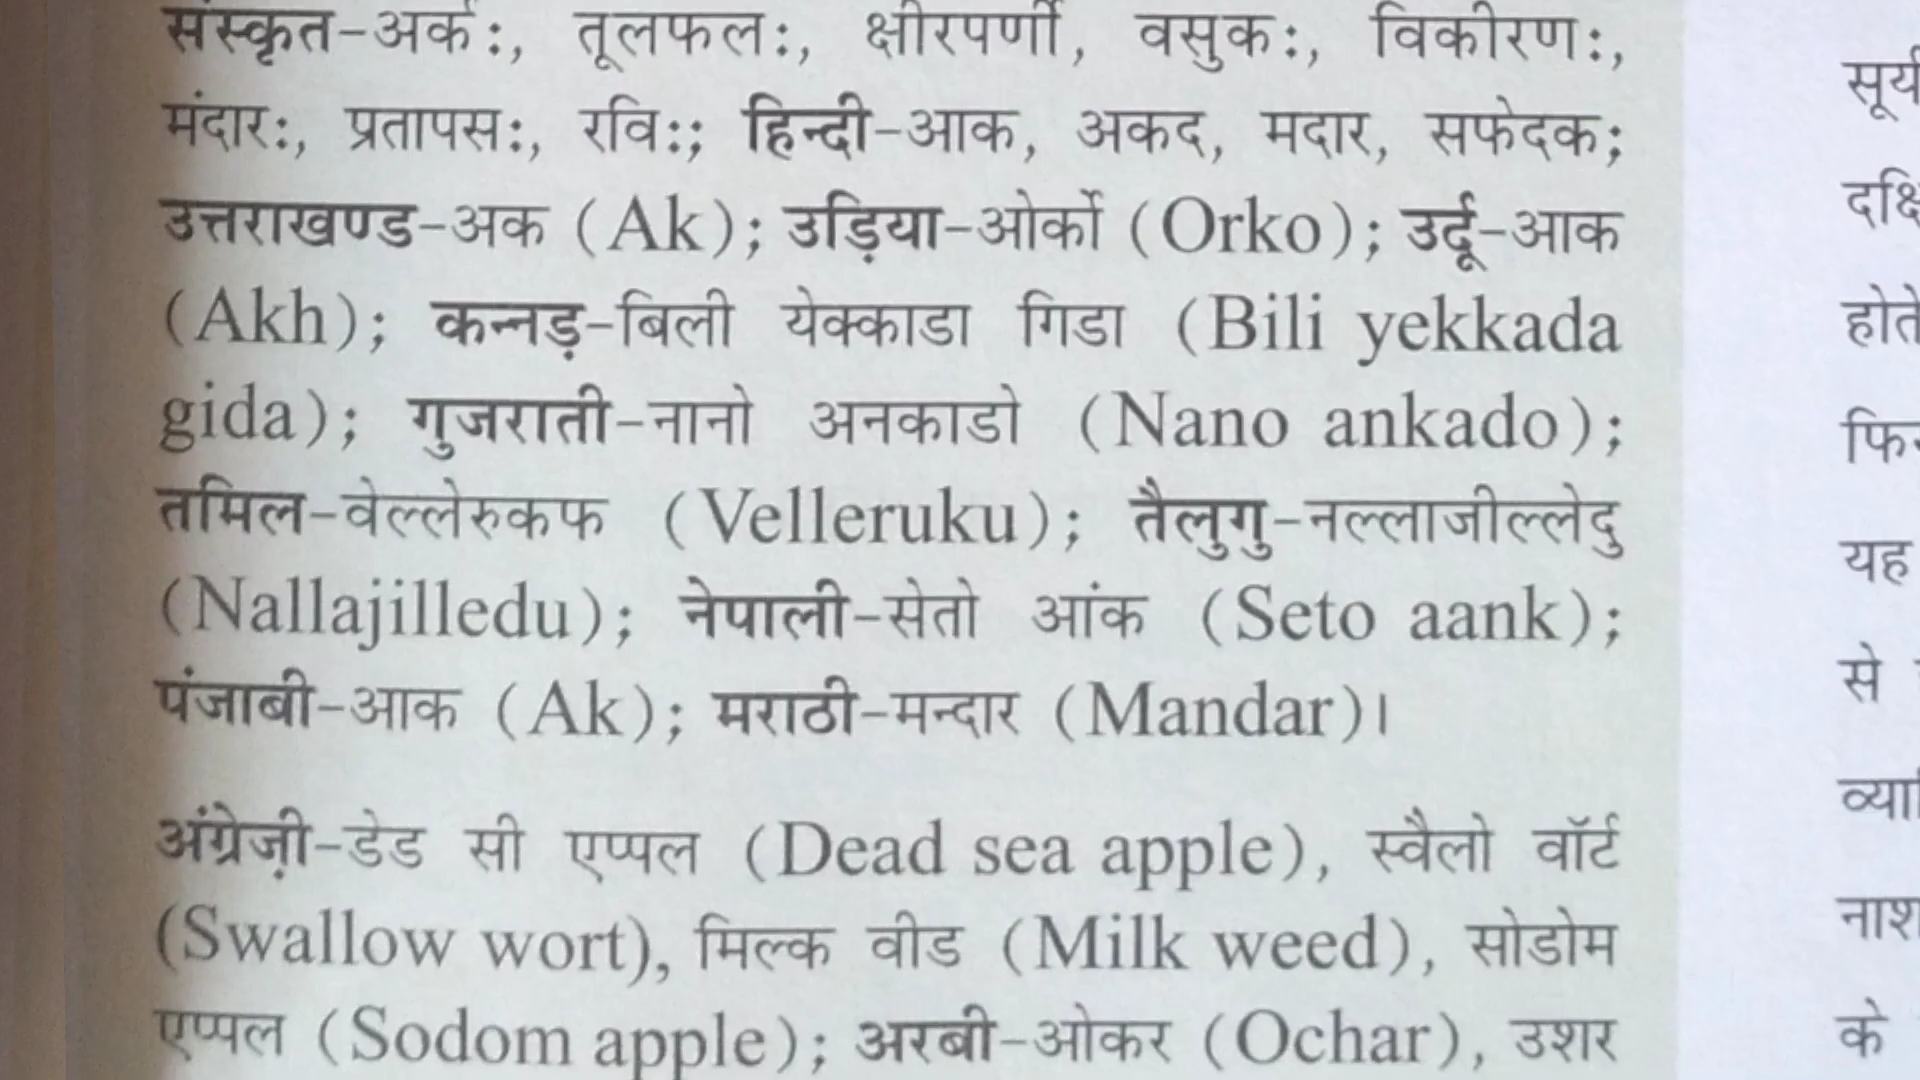 संस्कृत-अर्कः, तूलफलः, क्षीरपर्णी, वसुकः, विकीरणः,
मंदारः, प्रतापसः, रविः; हिन्दी-आक, अकद, मदार, सफेदक;
उत्तराखण्ड-अक (Ak); उड़िया-ओर्को (Orko); उर्दू-आक
(Akh); कन्नड़-बिली येक्काडा गिडा (Bili yekkada
gida); गुजराती-नानो अनकाडो (Nano ankado);
तमिल-वेल्लेरुकफ (Velleruku); तैलुगु-नल्लाजील्लेदु
(Nallajilledu); नेपाली-सेतो आंक (Seto aank);
पंजाबी-आक (Ak); मराठी-मन्दार (Mandar)।
अंग्रेज़ी-डेड सी एप्पल (Dead sea apple), स्वैलो वॉर्ट
(Swallow wort), मिल्क वीड (Milk weed), सोडोम
एप्पल (Sodom apple); अरबी-ओकर (Ochar), उशर
होते
यह
से
के